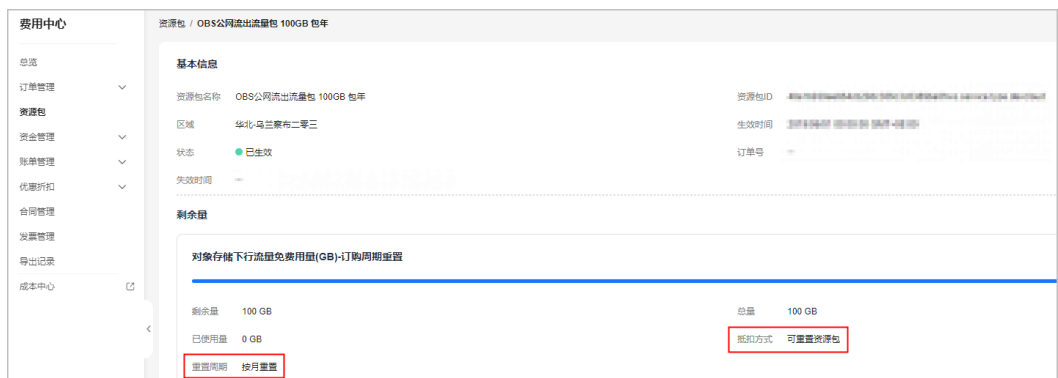 费用中心
总览
订单管理
资源包
资金管理
账单管理
优惠折扣
合同管理
发票管理
导出记录
成本中心
资源包 / OBS公网流出流量包 100GB 包年
基本信息
资源包名称 OBS公网流出流量包 100GB 包年
资源包ID
区域 华北-乌兰察布二零三
生效时间
状态 已生效
订单号 --
失效时间 --
剩余量
对象存储下行流量免费用量(GB)-订购周期重置
剩余量 100 GB
总量 100 GB
已使用量 0 GB
抵扣方式 可重置资源包
重置周期 按月重置